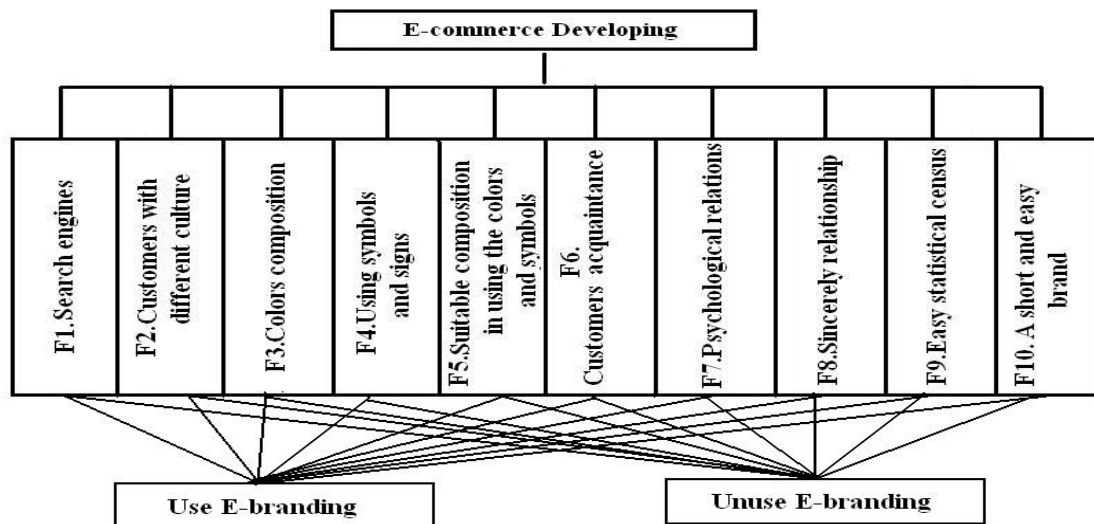 E-commerce Developing
F1.Search engines
F2.Customers with
different culture
F3.Colors composition
F4.Using symbols
and signs
F5.Suitable composition
in using the colors
and symbols
F6.
Customers acquaintance
F7.Psychological relations
F8.Sincerely relationship
F9.Easy statistical census
F10. A short and easy
brand
Use E-branding
Unuse E-branding